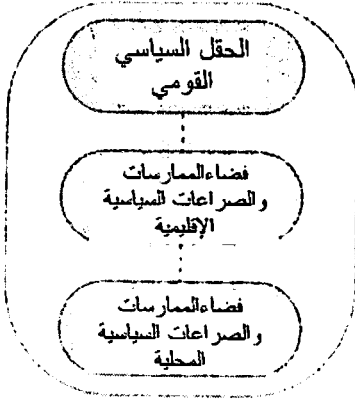 الحقل السياسي
القومي
فضاءالممارسات
والصراعات السياسية
الإقليمية
فضاءالممارسات
والصراعات السياسية
المحلية